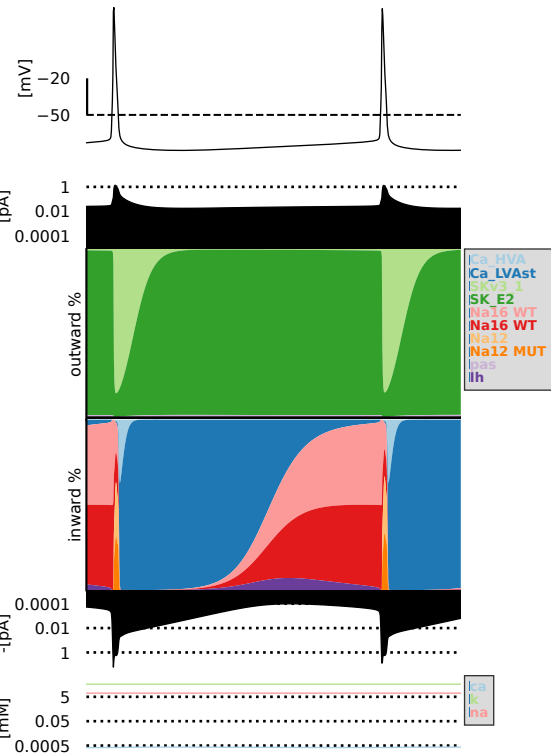 [mV]
−20
−50
[pA]
1
0.01
0.0001
outward %
Ca_HVA
Ca_LVAst
SKv3_1
SK_E2
Na16 WT
Na16 WT
Na12
Na12 MUT
pas
Ih
inward %
-[pA]
0.0001
0.01
1
[mM]
5
0.05
0.0005
ca
k
na